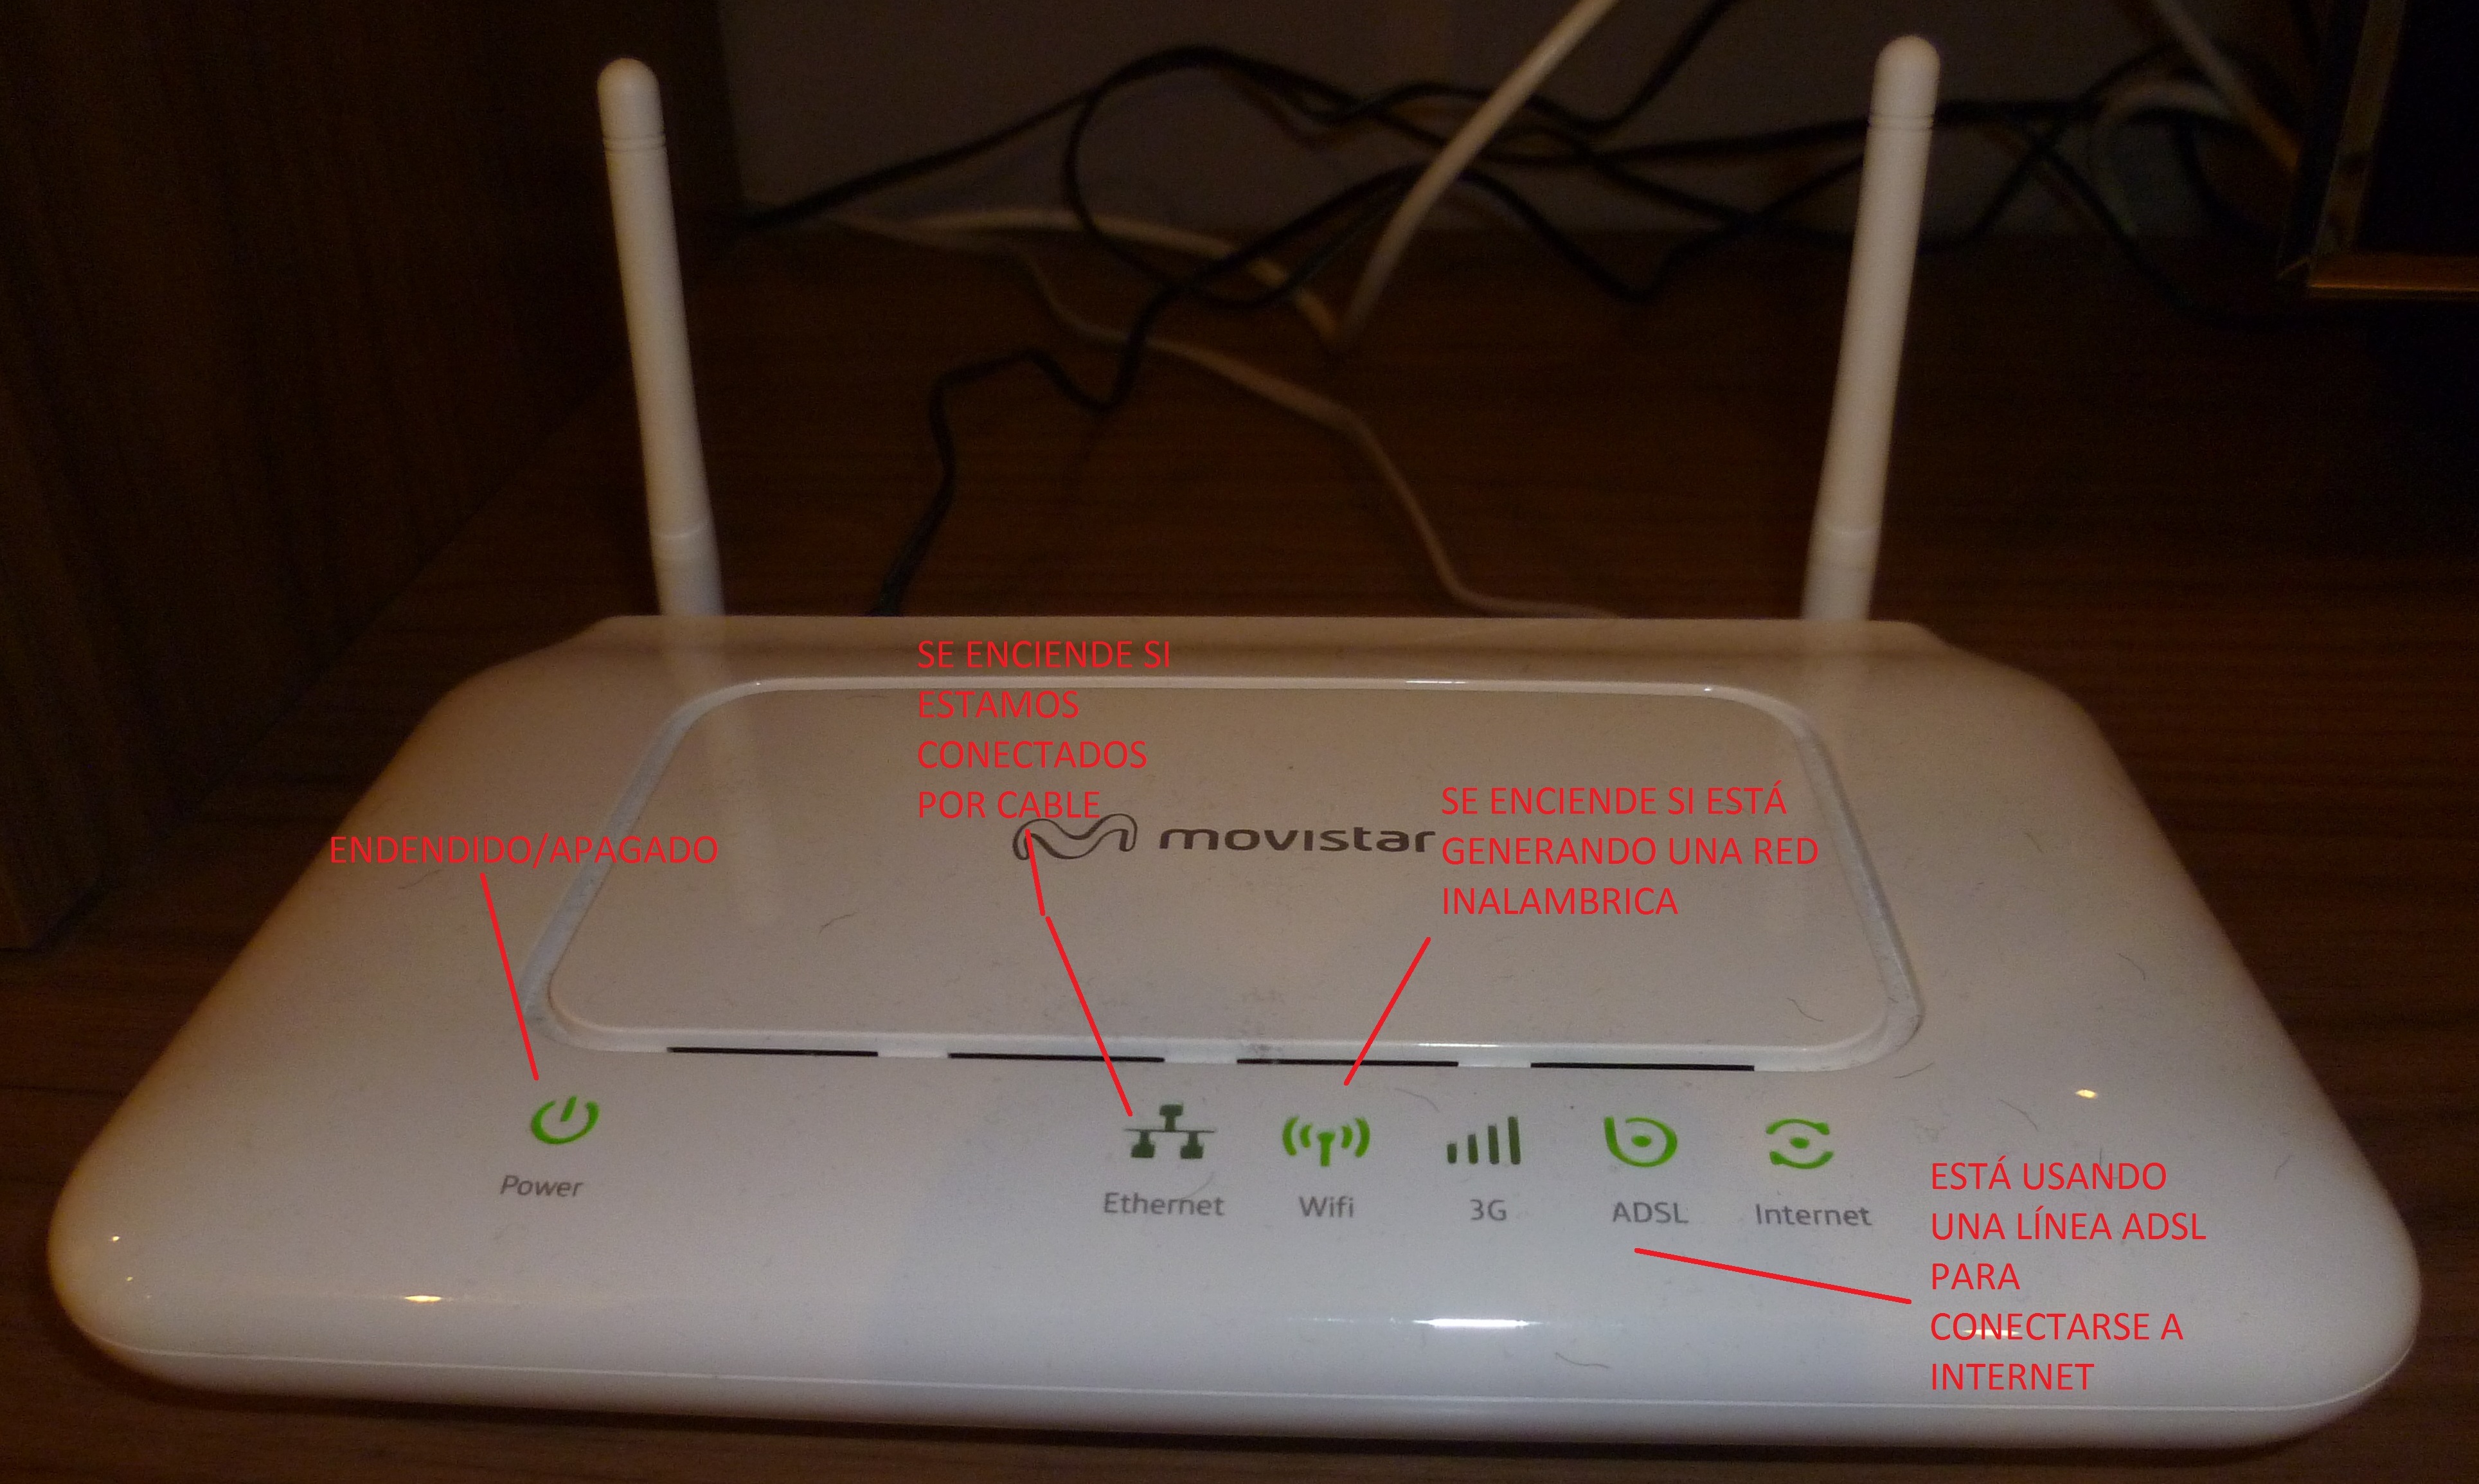 SE ENCIENDE SI
ESTAMOS
CONECTADOS
POR CABLE
ENDENDIDO/APAGADO
movistar
SE ENCIENDE SI ESTÁ
GENERANDO UNA RED
INALAMBRICA
Power
Ethernet
Wifi
3G
ADSL
Internet
ESTÁ USANDO
UNA LÍNEA ADSL
PARA
CONECTARSE A
INTERNET